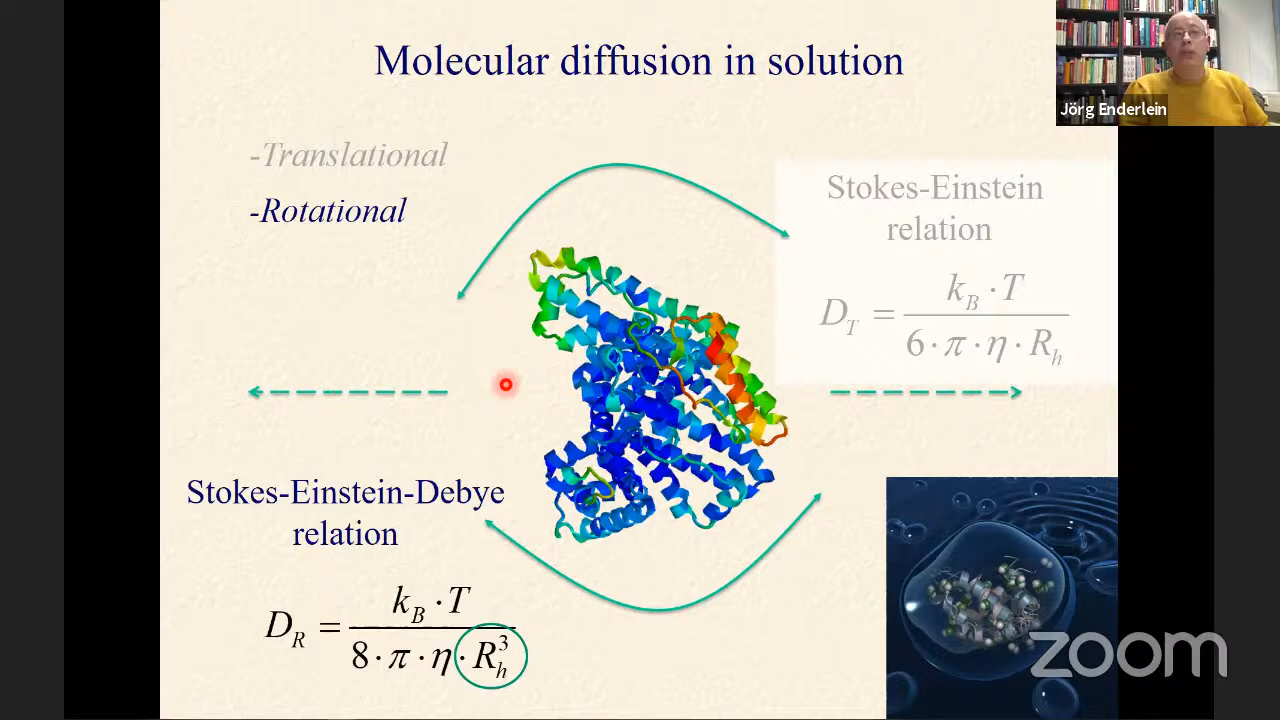 Molecular diffusion in solution
Jörg Enderlein
-Translational
-Rotational
Stokes-Einstein
relation
D_T = k_B · T / 6 · π · η · R_h
Stokes-Einstein-Debye
relation
D_R = k_B · T / 8 · π · η · R_h^3
zoom